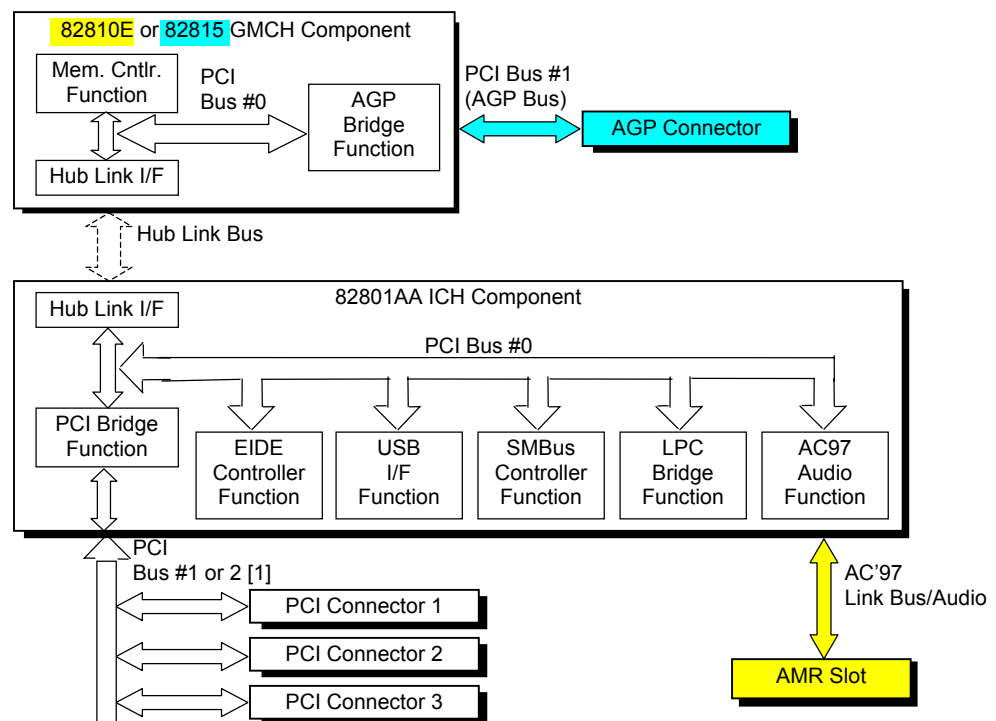 82810E or 82815 GMCH Component
Mem. Cntlr.
Function
PCI
Bus #0
AGP
Bridge
Function
Hub Link I/F
PCI Bus #1
(AGP Bus)
AGP Connector
Hub Link Bus
82801AA ICH Component
Hub Link I/F
PCI Bus #0
PCI Bridge
Function
EIDE
Controller
Function
USB
I/F
Function
SMBus
Controller
Function
LPC
Bridge
Function
AC97
Audio
Function
PCI
Bus #1 or 2 [1]
AC’97
Link Bus/Audio
PCI Connector 1
PCI Connector 2
PCI Connector 3
AMR Slot